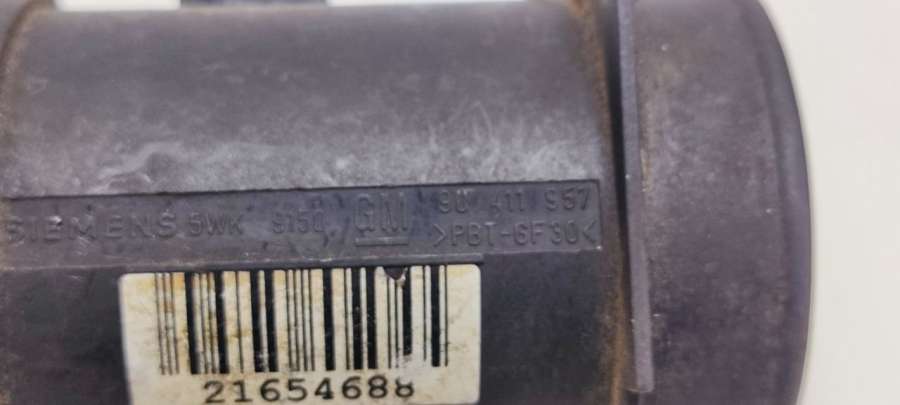 SIEMENS 5WK 9150 GM 90 411 957
>PBT-GF30<
21654688